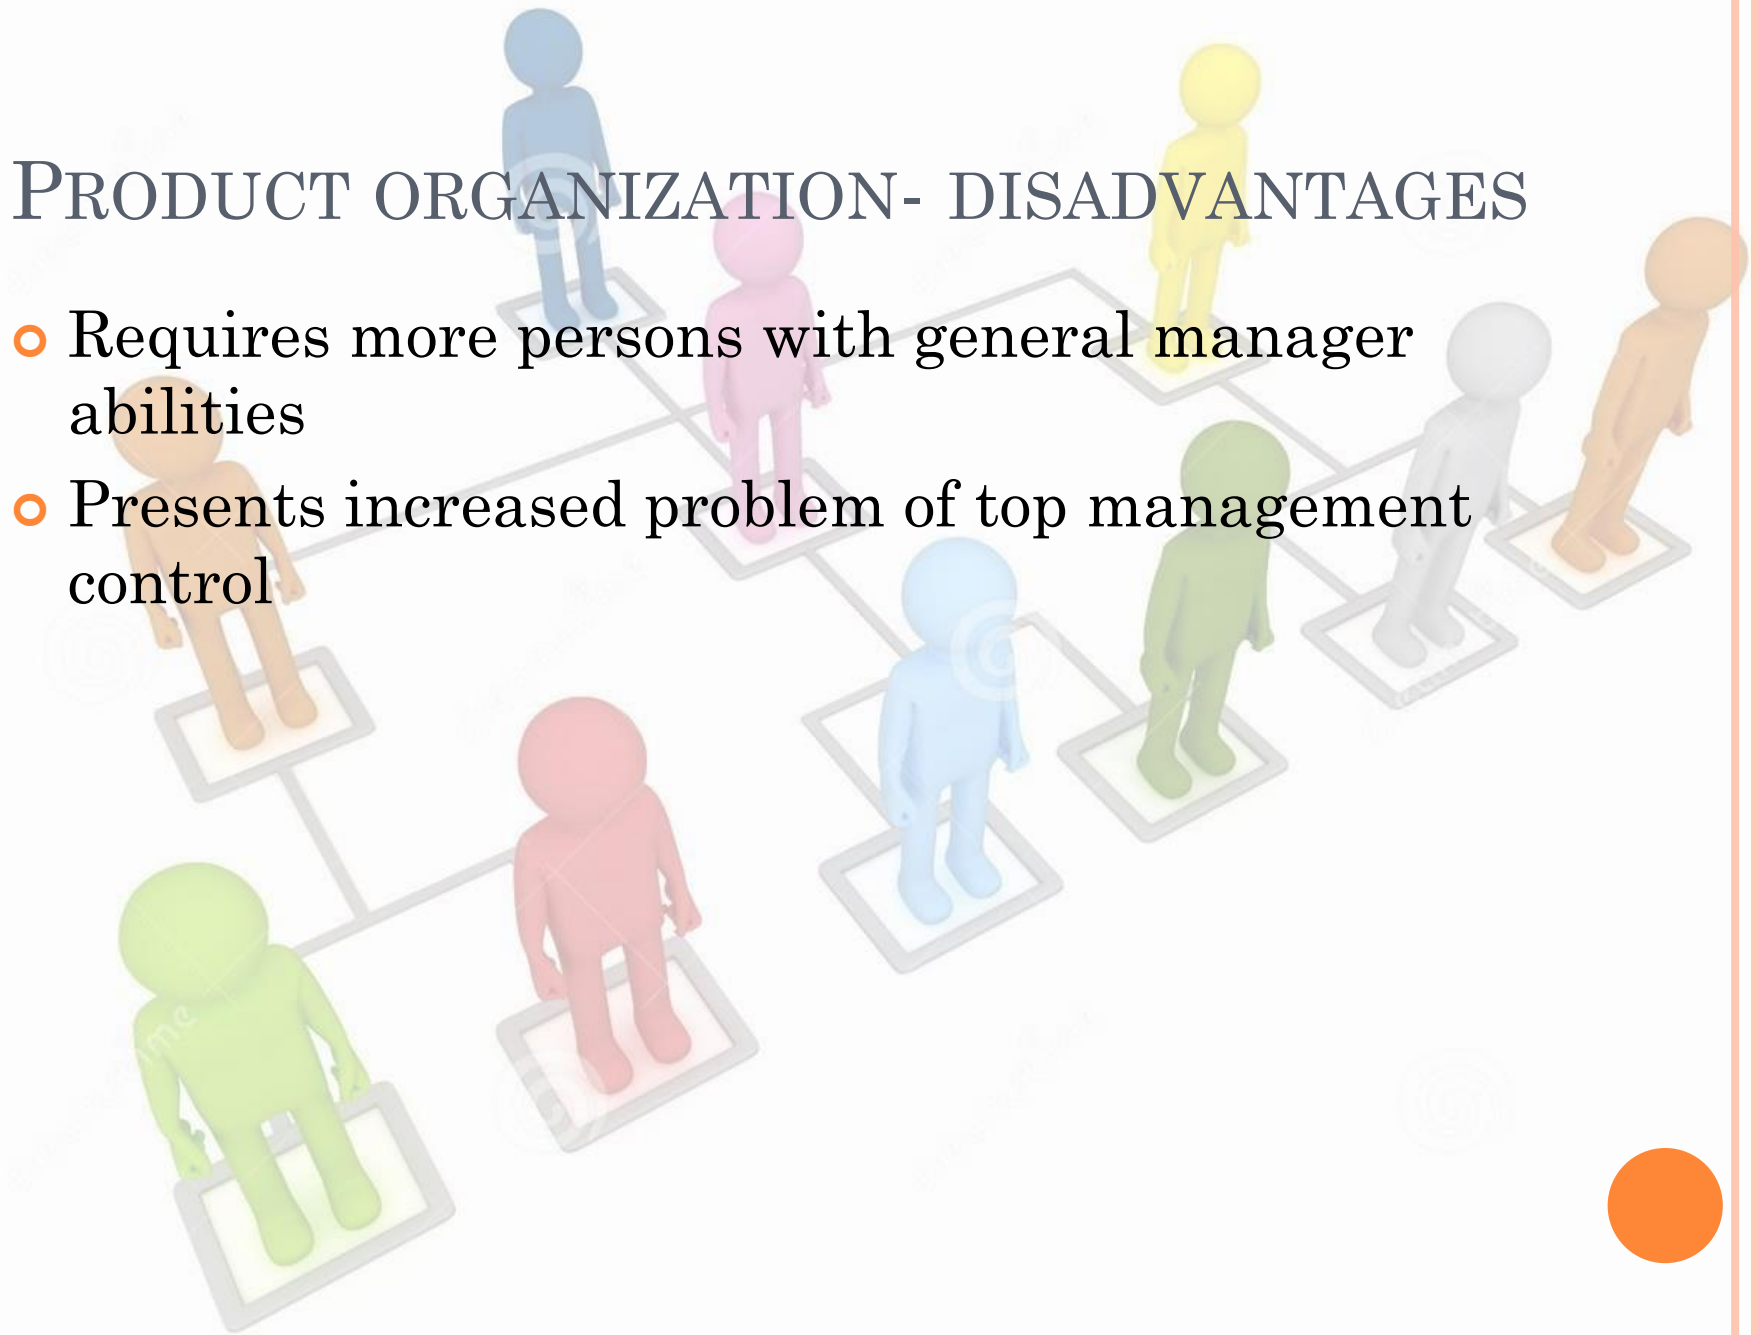 PRODUCT ORGANIZATION- DISADVANTAGES
Requires more persons with general manager
abilities
Presents increased problem of top management
control